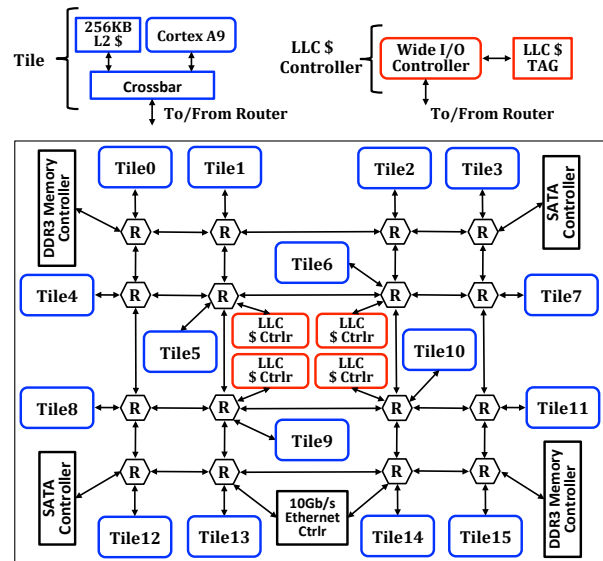 256KB
L2 $
Cortex A9
Tile
Crossbar
To/From Router
LLC $
Controller
Wide I/O
Controller
LLC $
TAG
To/From Router
DDR3 Memory
Controller
Tile0
Tile1
Tile2
Tile3
SATA
Controller
R
R
R
R
Tile6
Tile4
R
R
R
R
Tile7
Tile5
LLC
$ Ctrlr
LLC
$ Ctrlr
Tile10
LLC
$ Ctrlr
LLC
$ Ctrlr
Tile8
R
R
R
R
Tile11
Tile9
SATA
Controller
R
R
R
R
DDR3 Memory
Controller
10Gb/s
Ethernet
Ctrlr
Tile12
Tile13
Tile14
Tile15